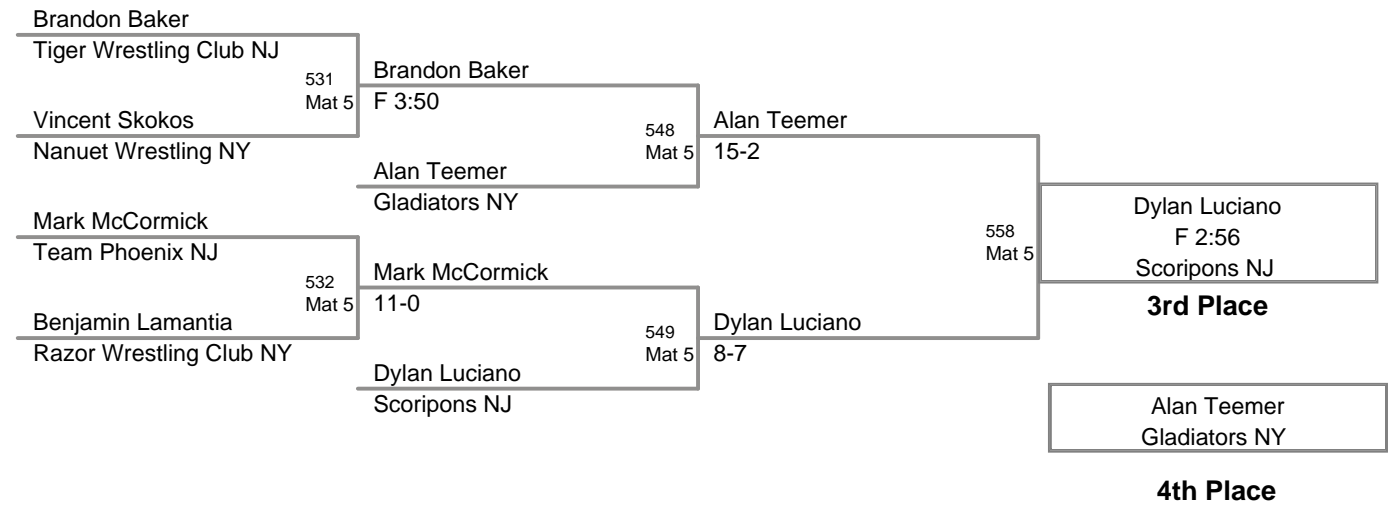 Brandon Baker
Tiger Wrestling Club NJ
531
Mat 5
Vincent Skokos
Nanuet Wrestling NY
Mark McCormick
Team Phoenix NJ
532
Mat 5
Benjamin Lamantia
Razor Wrestling Club NY
Brandon Baker
F 3:50
548
Mat 5
Alan Teemer
Gladiators NY
Mark McCormick
11-0
549
Mat 5
Dylan Luciano
Scoripons NJ
Alan Teemer
15-2
558
Mat 5
Dylan Luciano
8-7
Dylan Luciano
F 2:56
Scoripons NJ
3rd Place
Alan Teemer
Gladiators NY
4th Place